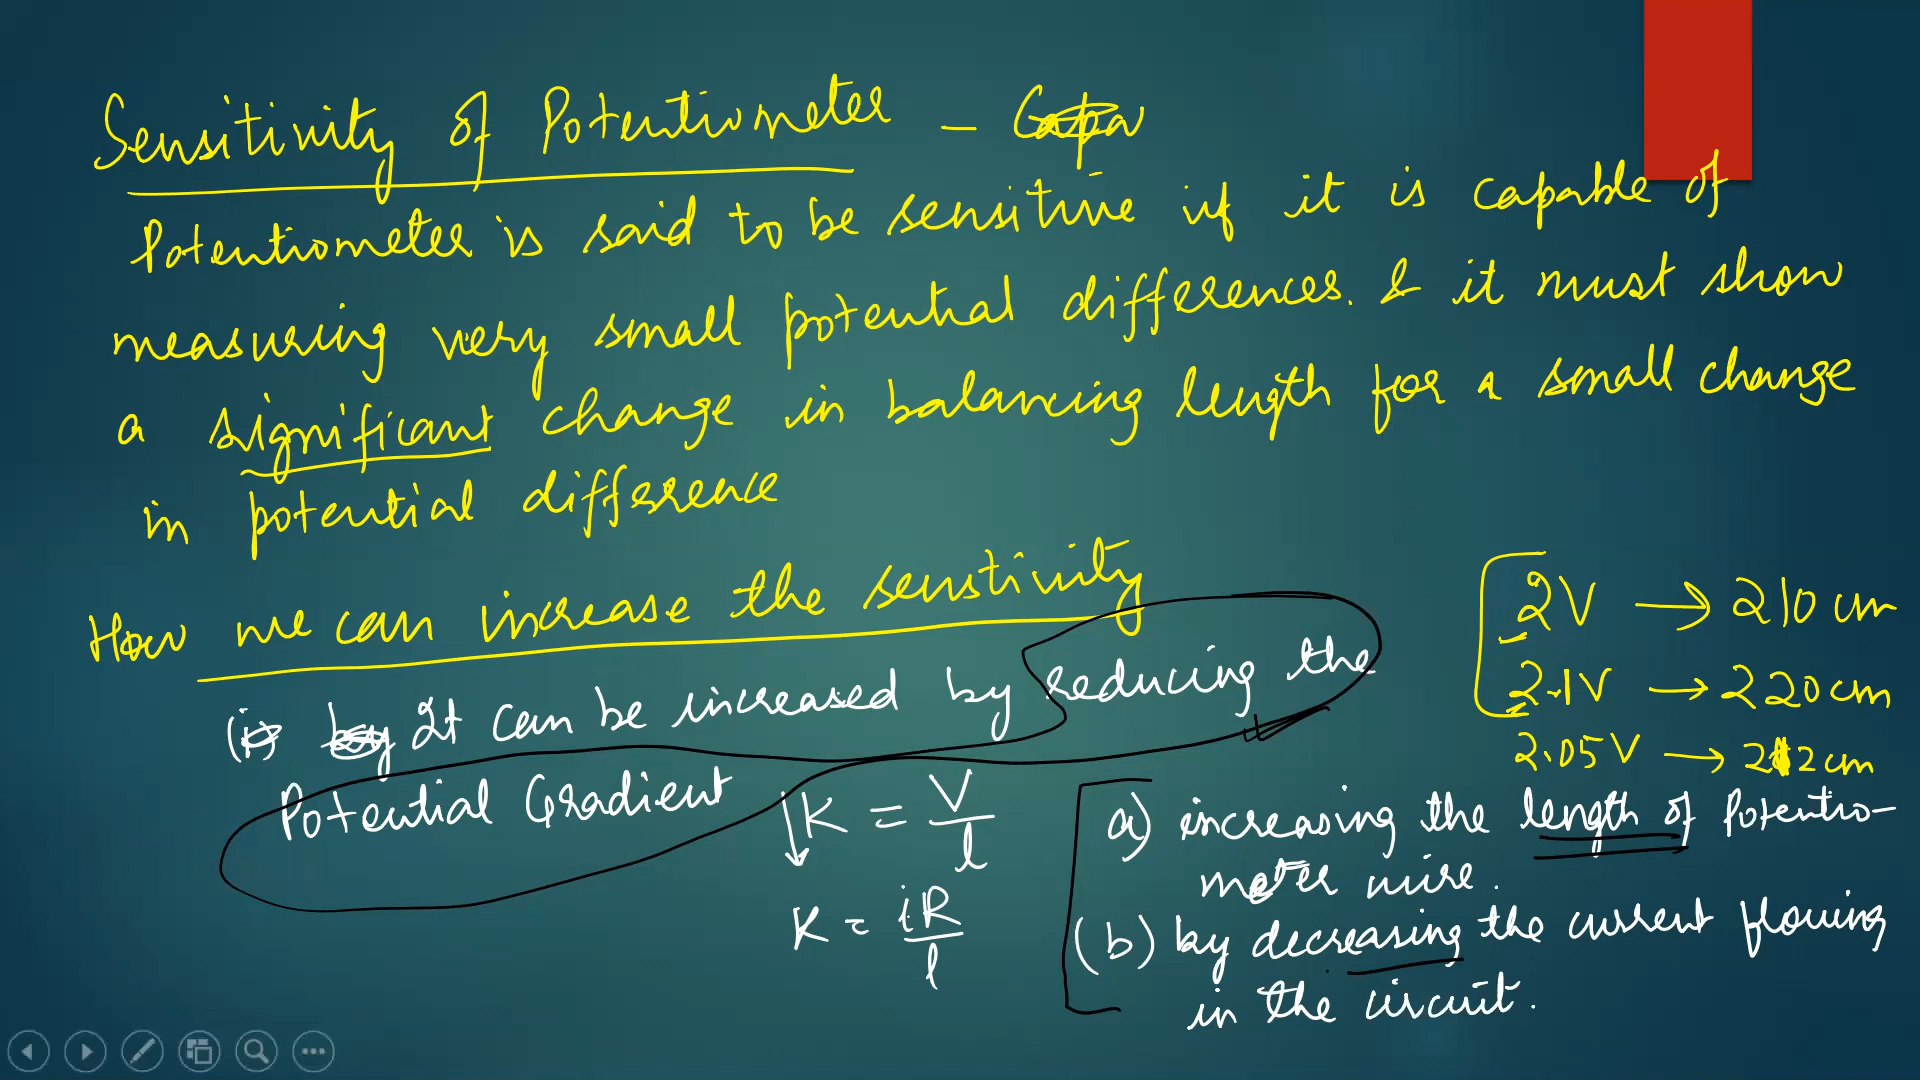 Sensitivity of Potentiometer -
Potentiometer is said to be sensitive if it is capable of
measuring very small potential differences. & it must show
a significant change in balancing length for a small change
in potential difference
How we can increase the senstivity
(i) by It can be increased by reducing the
Potential Gradient
↓K = V/l
K = iR/l
2V → 210 cm
2.1V → 220 cm
2.05V → 212 cm
a) increasing the length of Potentio-
meter wire.
(b) by decreasing the current flowing
in the circuit.